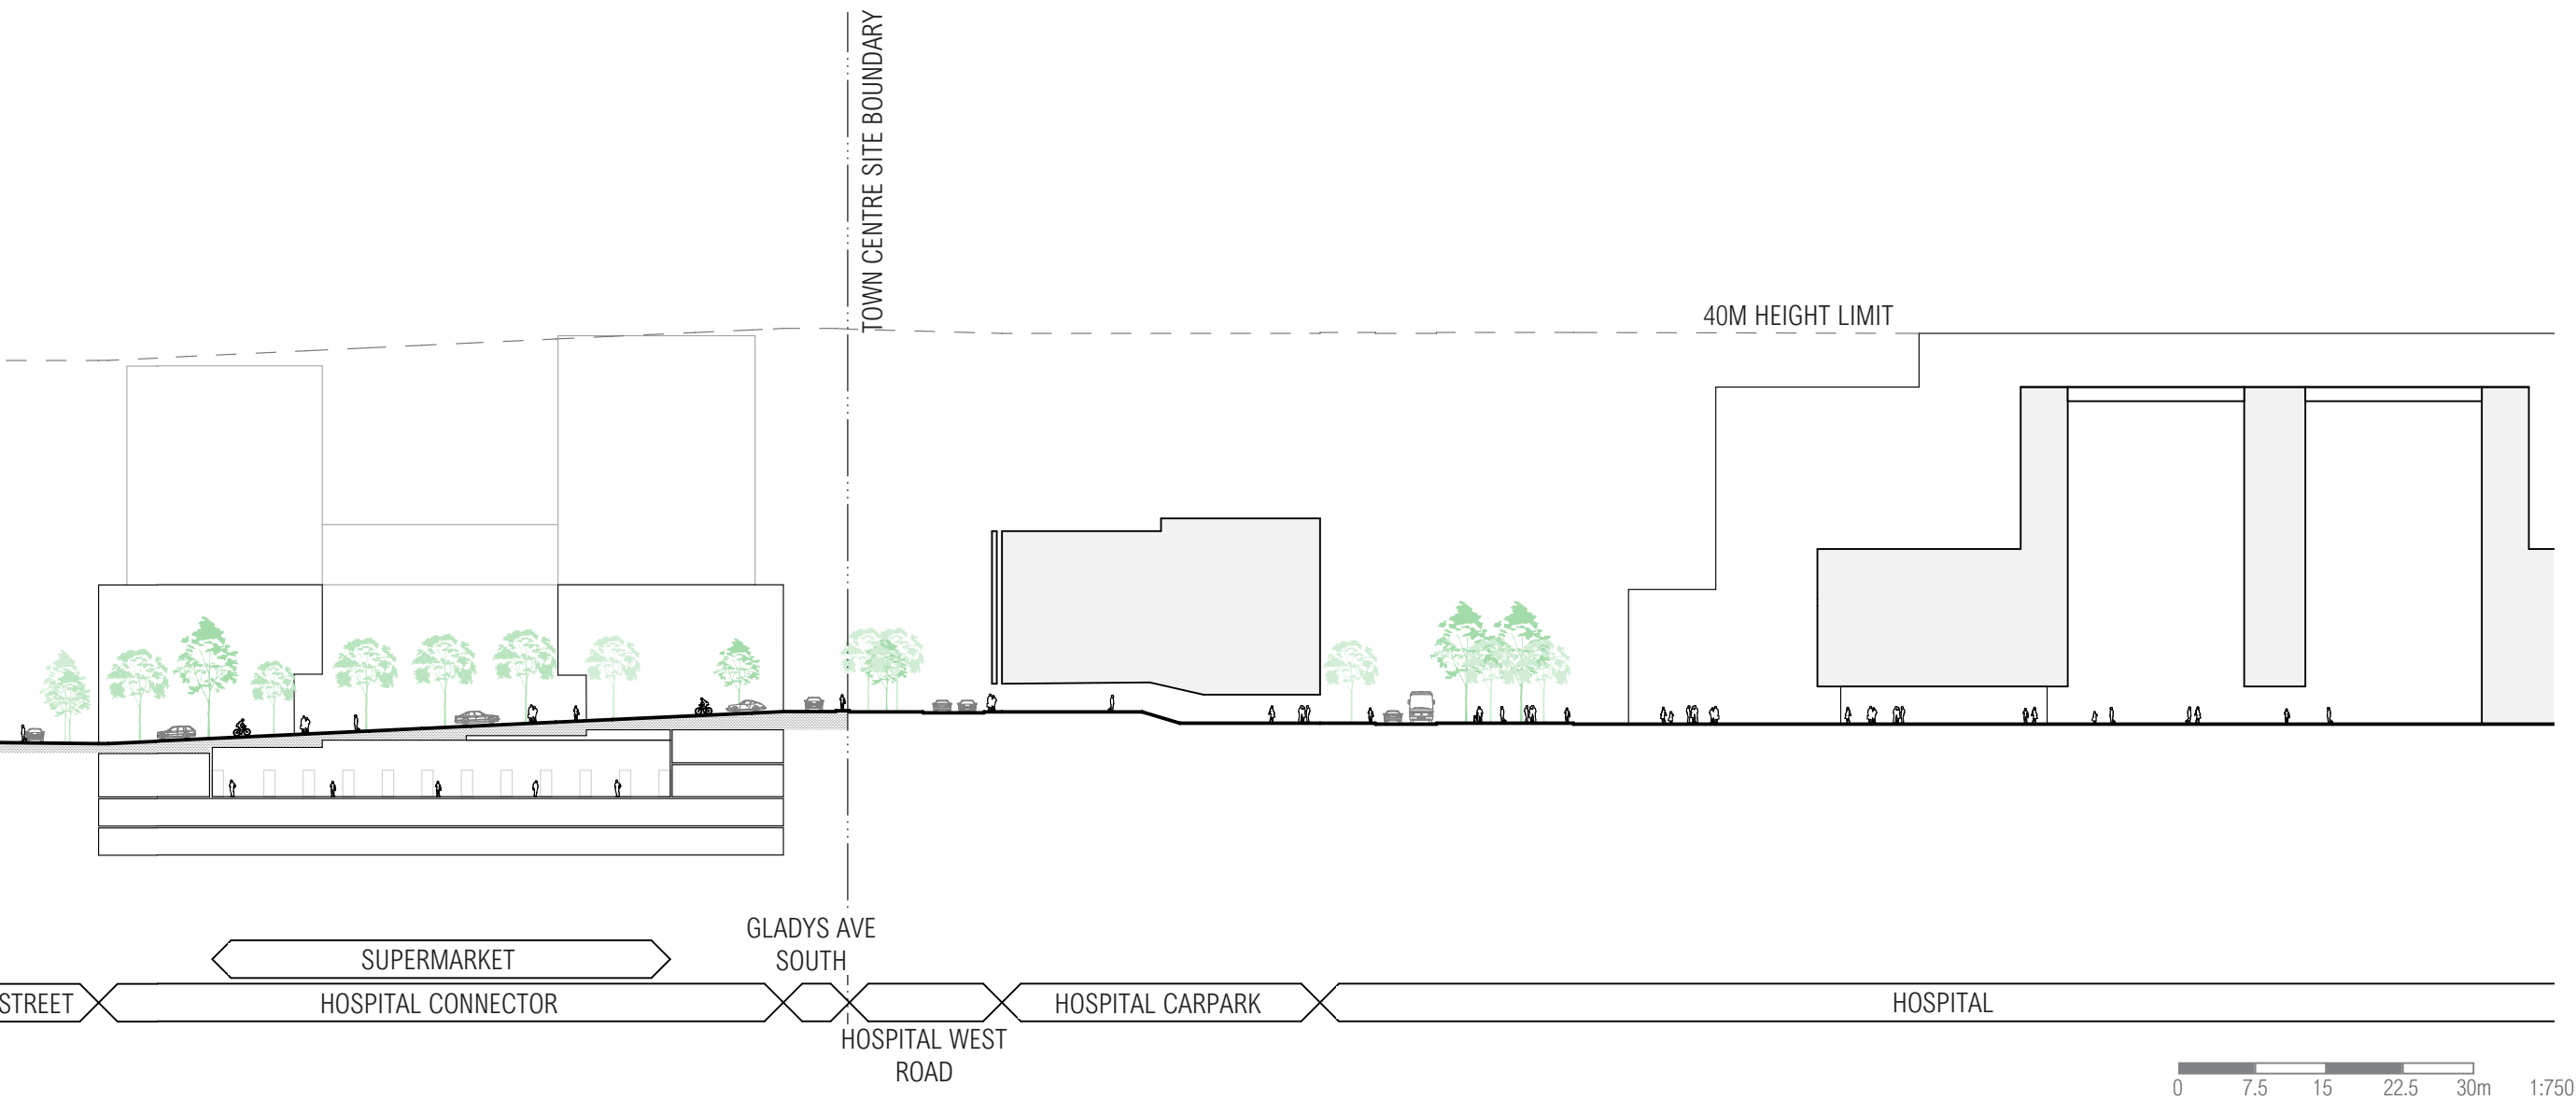 TOWN CENTRE SITE BOUNDARY
40M HEIGHT LIMIT
GLADYS AVE
SOUTH
SUPERMARKET
STREET
HOSPITAL CONNECTOR
HOSPITAL CARPARK
HOSPITAL
HOSPITAL WEST
ROAD
0 7.5 15 22.5 30m 1:750